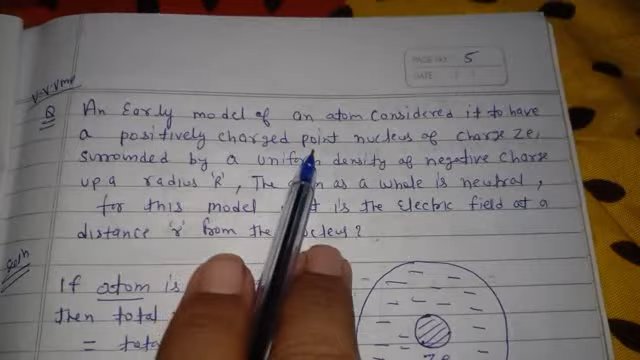 PAGE NO. 5
DATE
V.V.V.Imp
Q An Early model of an atom considered it to have
a positively charged point nucleus of charge Ze,
surrounded by a uniform density of negative charge
up a radius 'R', The as a whole is neutral,
for this model is the Electric field at a
distance 'r' from the nucleus?
Soln
If atom is
then total
=
Ze